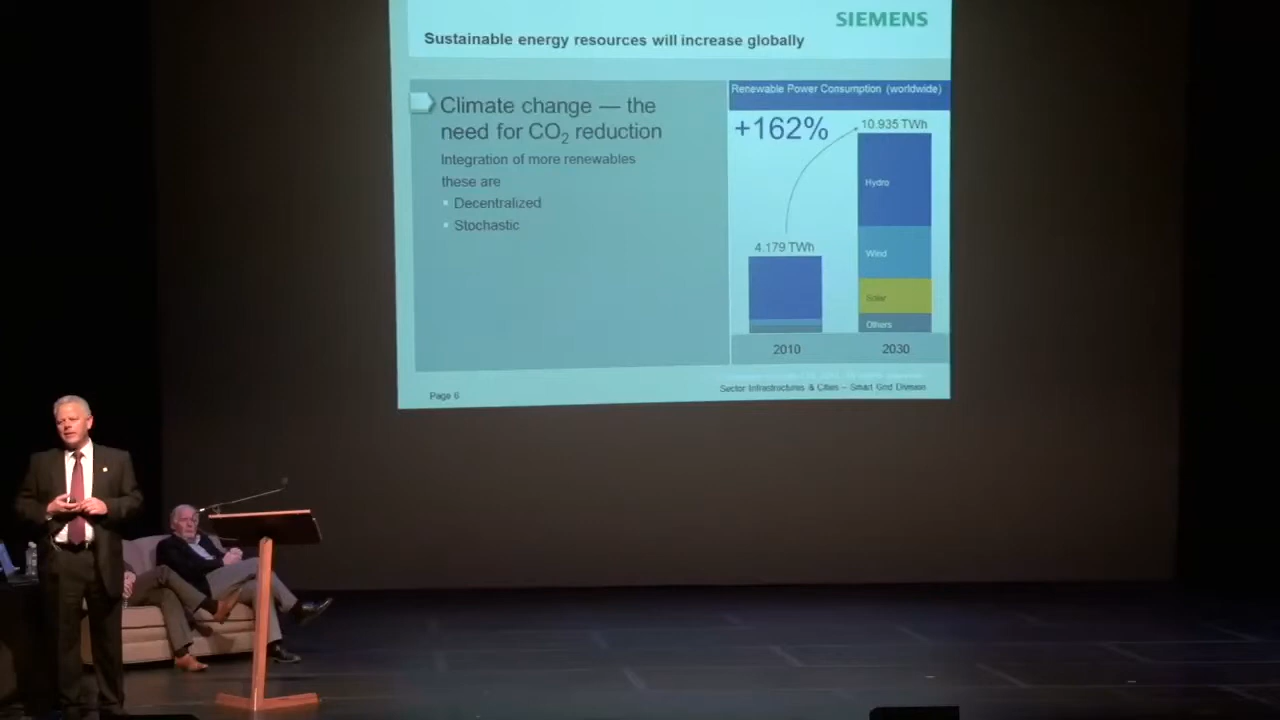 SIEMENS
Sustainable energy resources will increase globally
Climate change — the
need for CO2 reduction
Integration of more renewables
these are
Decentralized
Stochastic
Renewable Power Consumption (worldwide)
+162%
10.935 TWh
Hydro
Wind
Solar
Others
4.179 TWh
2010
2030
Page 6
Sector Infrastructures & Cities – Smart Grid Division